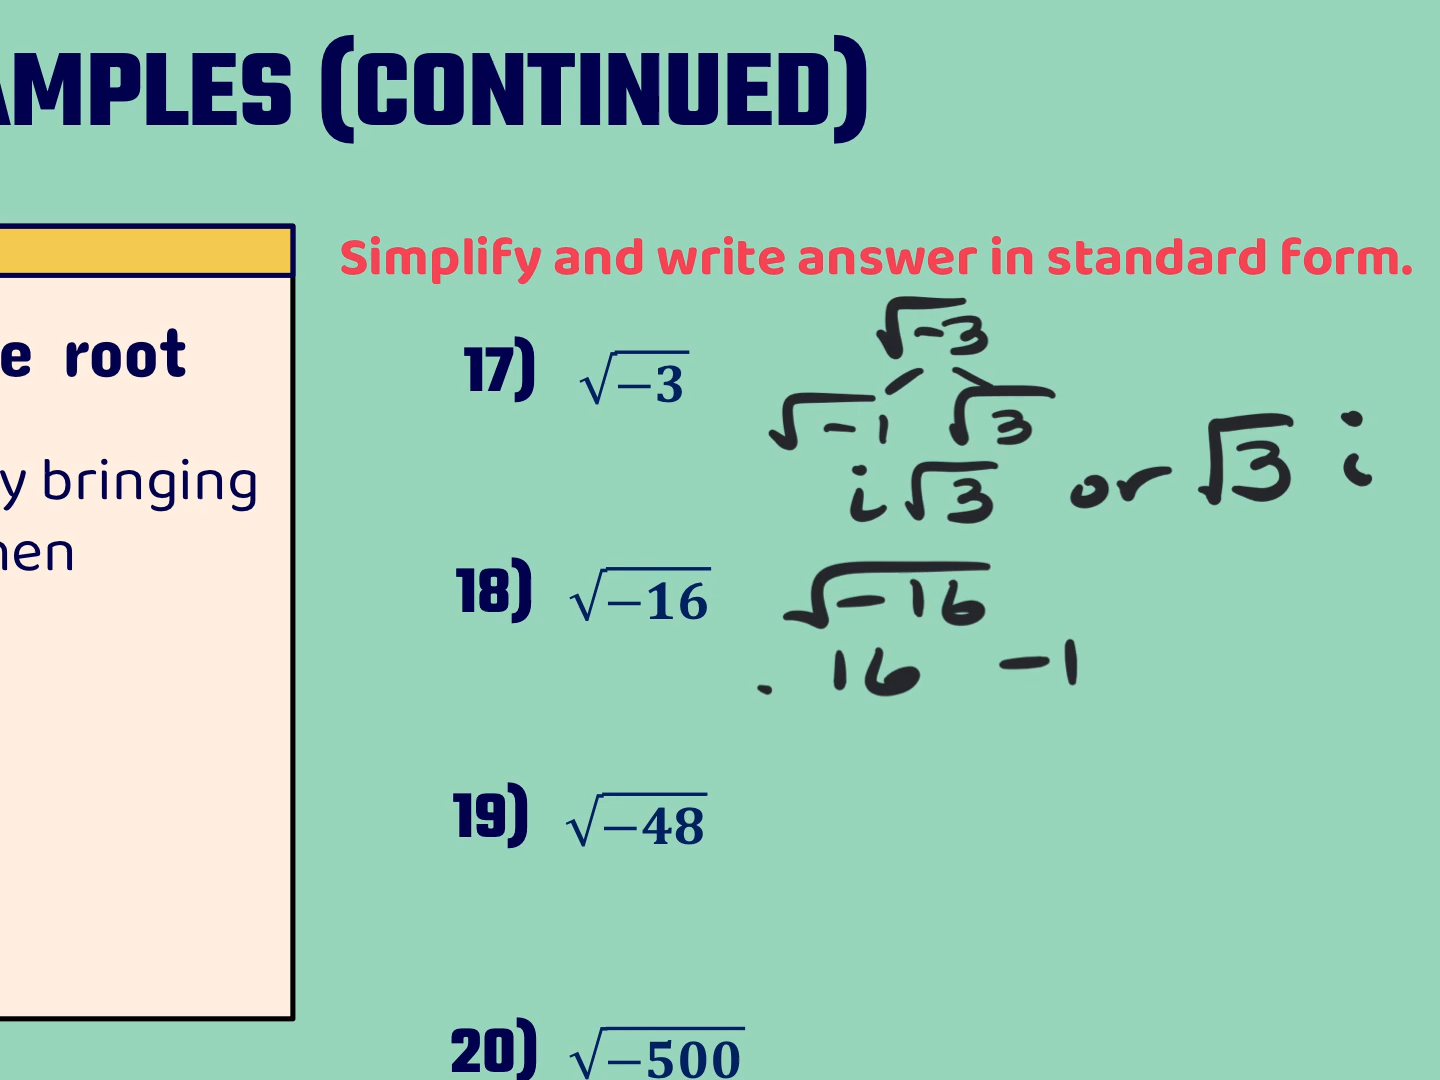 AMPLES (CONTINUED)
e root
y bringing
hen
Simplify and write answer in standard form.
17) √−3
√-3
√-1 √3
i√3 or √3 i
18) √−16
√-16
. 16 -1
19) √−48
20) √−500